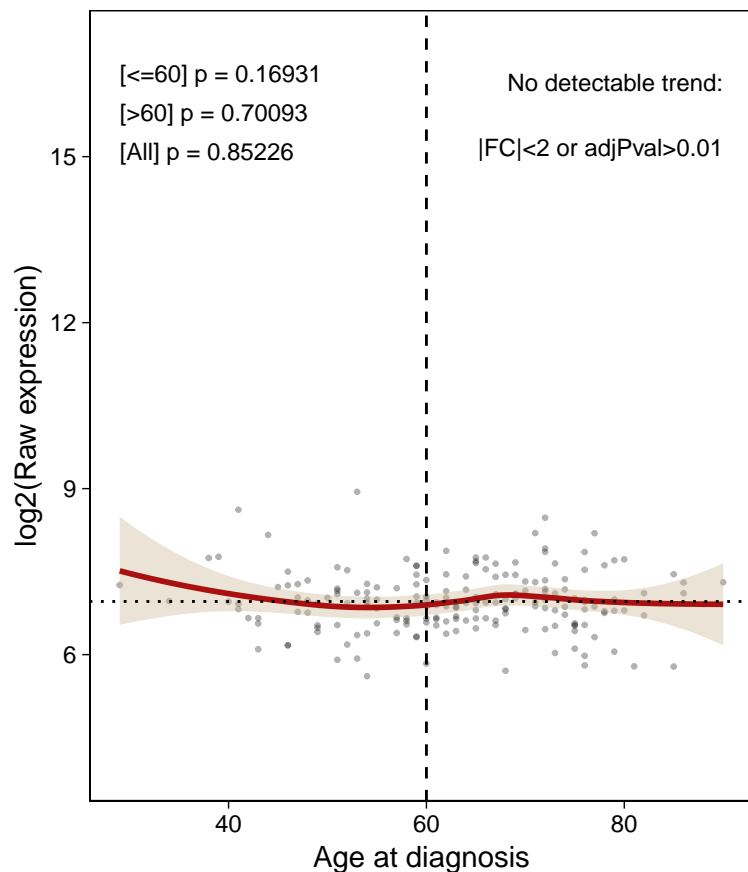 [<=60] p = 0.16931
[>60] p = 0.70093
[All] p = 0.85226
No detectable trend:
|FC|<2 or adjPval>0.01
log2(Raw expression)
15
12
9
6
40
60
80
Age at diagnosis